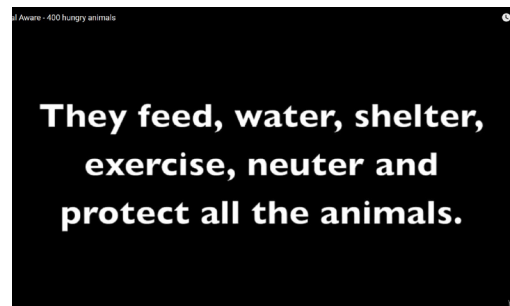 al Aware - 400 hungry animals
They feed, water, shelter,
exercise, neuter and
protect all the animals.